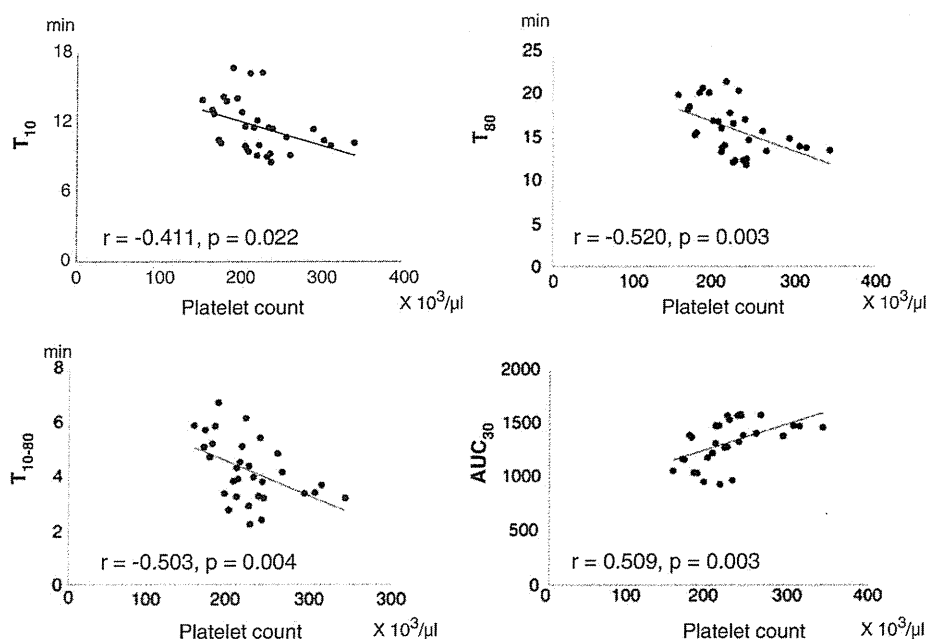 min
18
12
6
0
T10
r = -0.411, p = 0.022
0 100 200 300 400
Platelet count X 10³/µl
min
25
20
15
10
5
0
T80
r = -0.520, p = 0.003
0 100 200 300 400
Platelet count X 10³/µl
min
8
6
4
2
0
T10-80
r = -0.503, p = 0.004
0 100 200 300 300
Platelet count X 10³/µl
2000
1500
1000
500
0
AUC30
r = 0.509, p = 0.003
0 100 200 300 400
Platelet count X 10³/µl